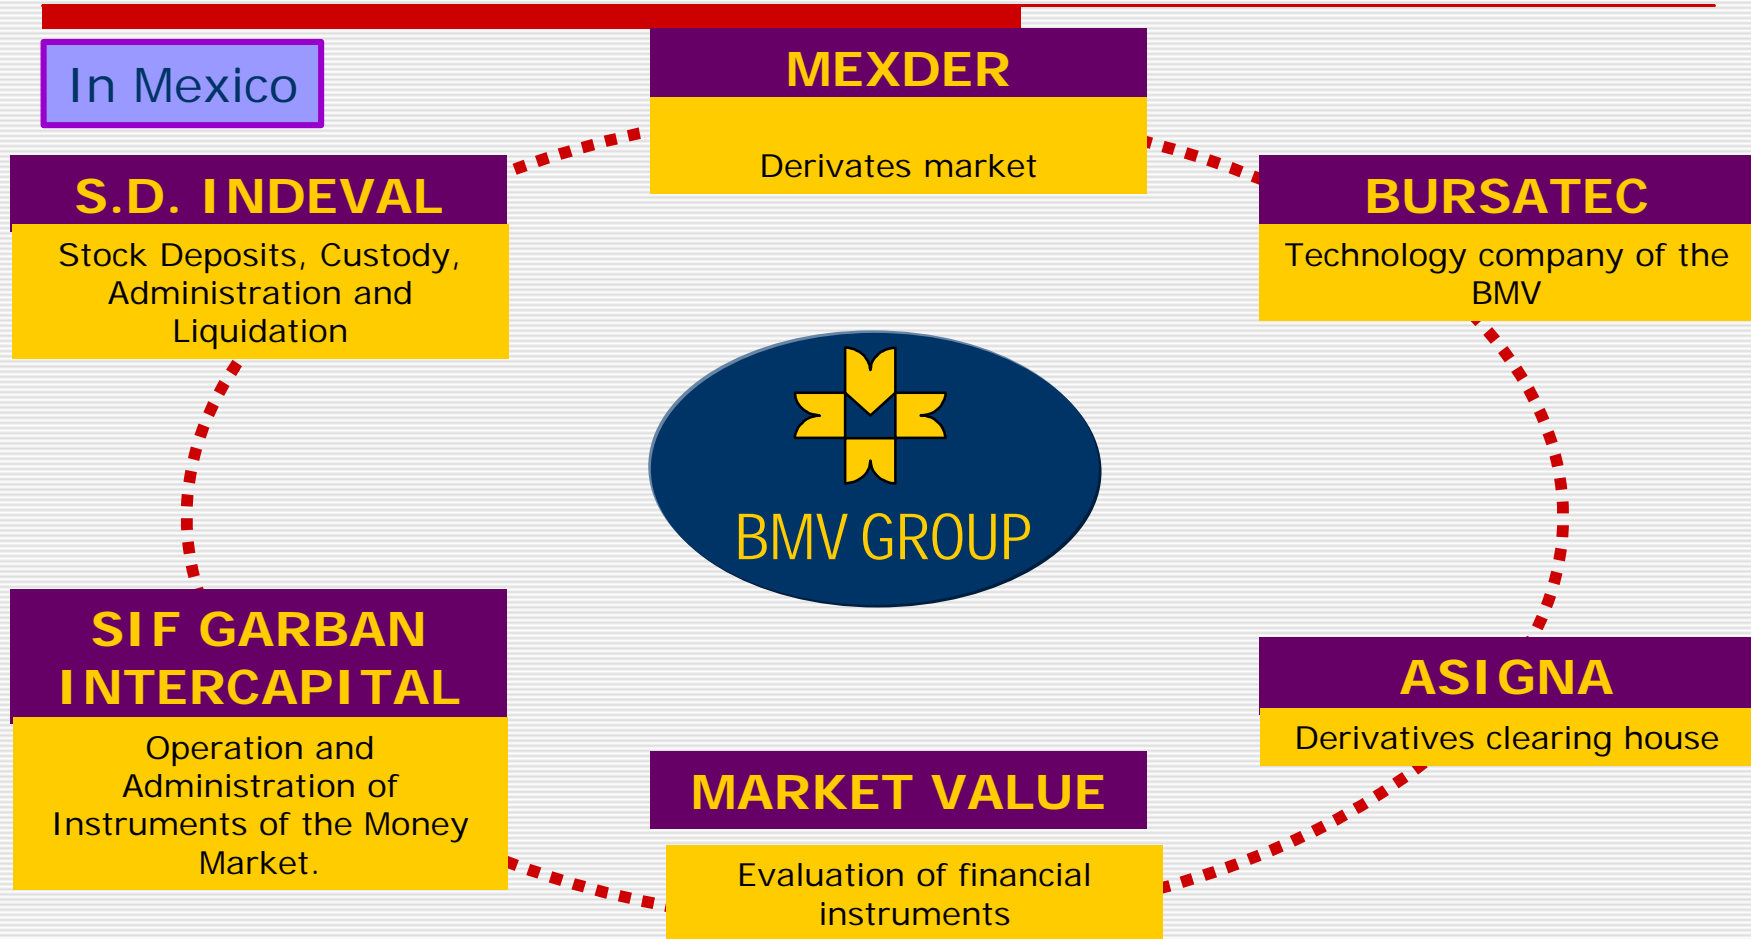 In Mexico
MEXDER
Derivates market
S.D. INDEVAL
Stock Deposits, Custody,
Administration and
Liquidation
BURSATEC
Technology company of the
BMV
BMV GROUP
SIF GARBAN
INTERCAPITAL
Operation and
Administration of
Instruments of the Money
Market.
ASIGNA
Derivatives clearing house
MARKET VALUE
Evaluation of financial
instruments